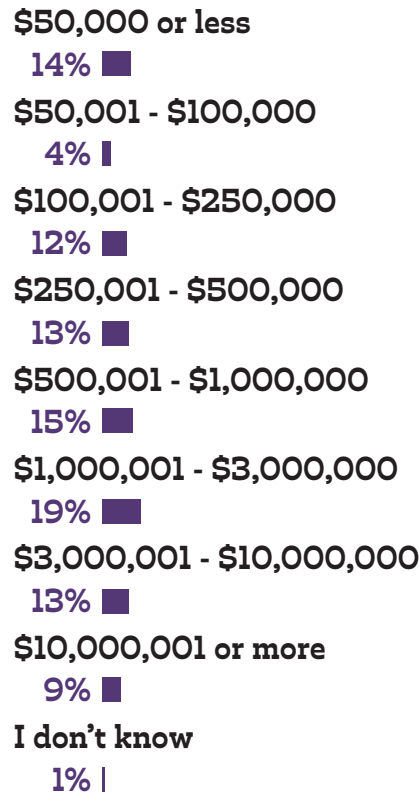 $50,000 or less
14%
$50,001 - $100,000
4%
$100,001 - $250,000
12%
$250,001 - $500,000
13%
$500,001 - $1,000,000
15%
$1,000,001 - $3,000,000
19%
$3,000,001 - $10,000,000
13%
$10,000,001 or more
9%
I don’t know
1%